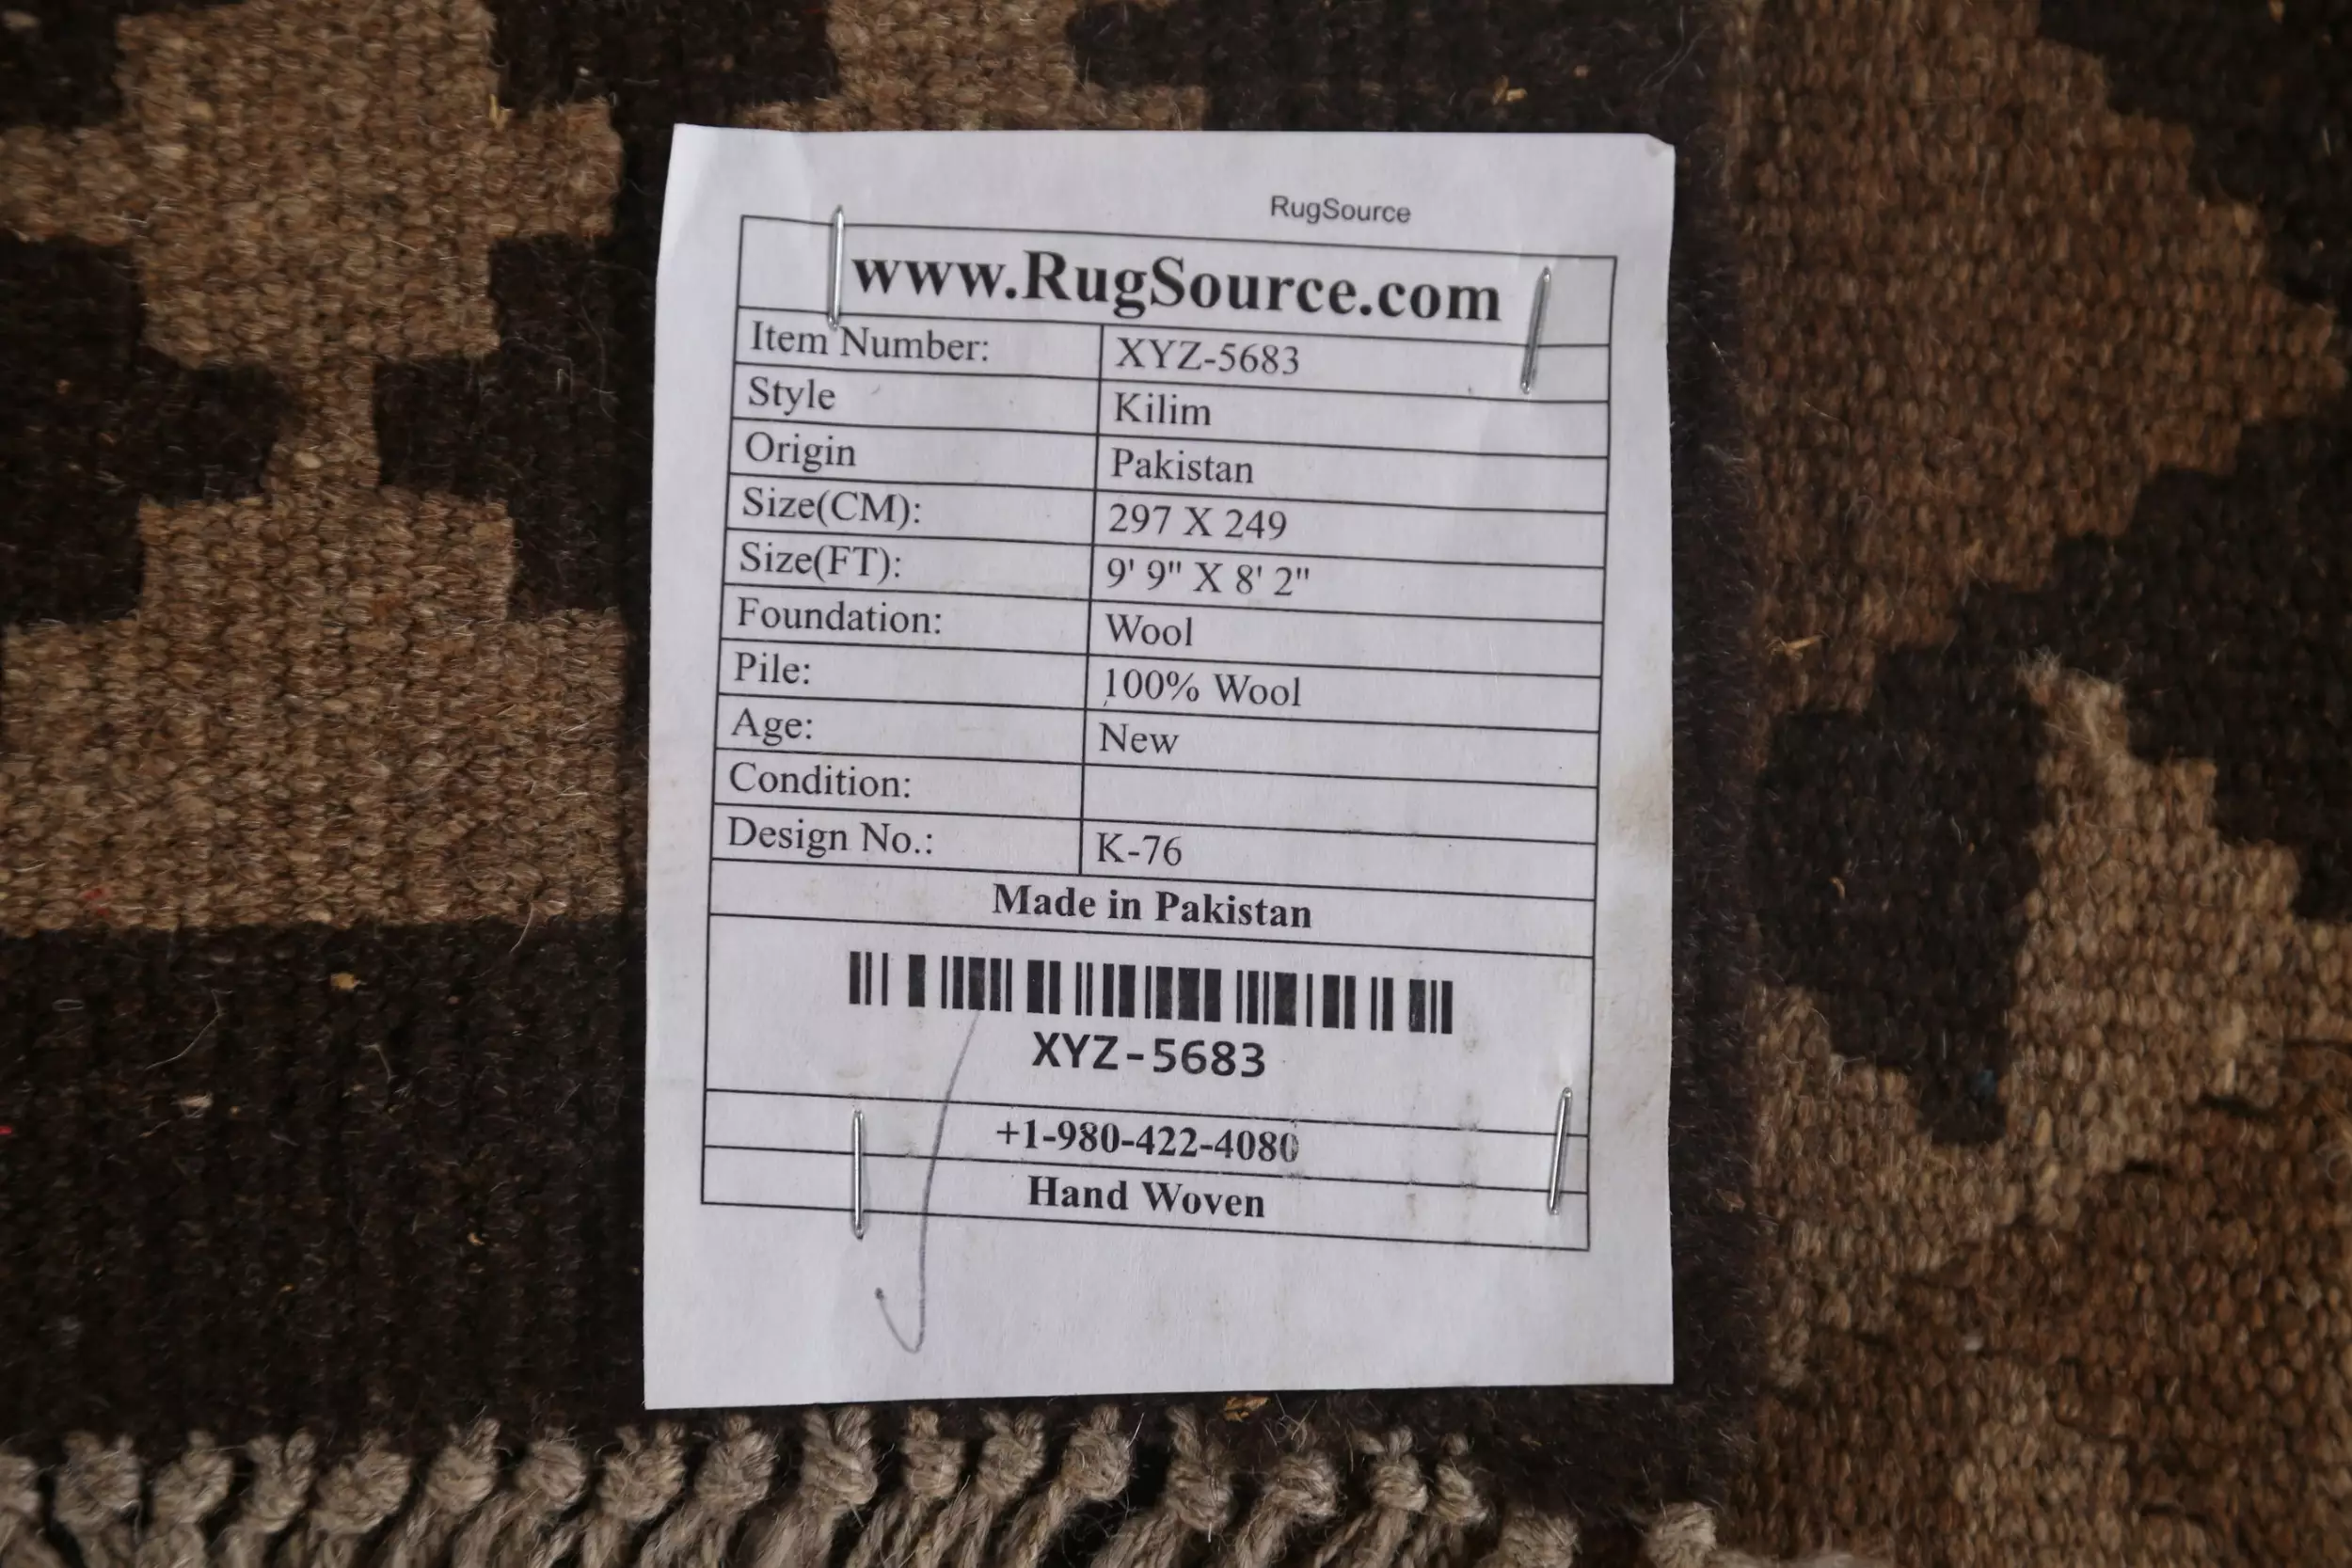 RugSource
www.RugSource.com
Item Number: XYZ-5683
Style Kilim
Origin Pakistan
Size(CM): 297 X 249
Size(FT): 9' 9" X 8' 2"
Foundation: Wool
Pile: 100% Wool
Age: New
Condition:
Design No.: K-76
Made in Pakistan
XYZ-5683
+1-980-422-4080
Hand Woven